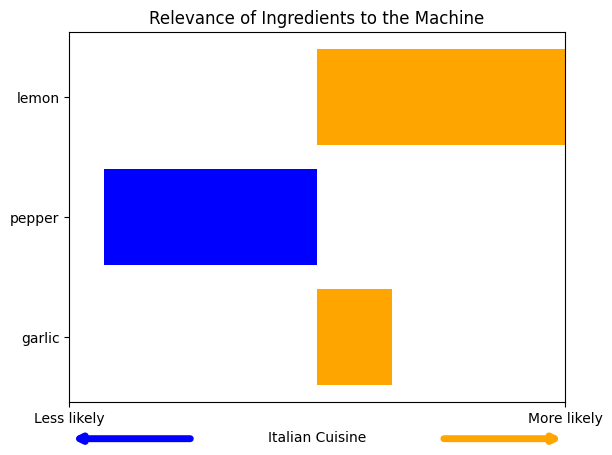 Relevance of Ingredients to the Machine
lemon
pepper
garlic
Less likely
More likely
Italian Cuisine